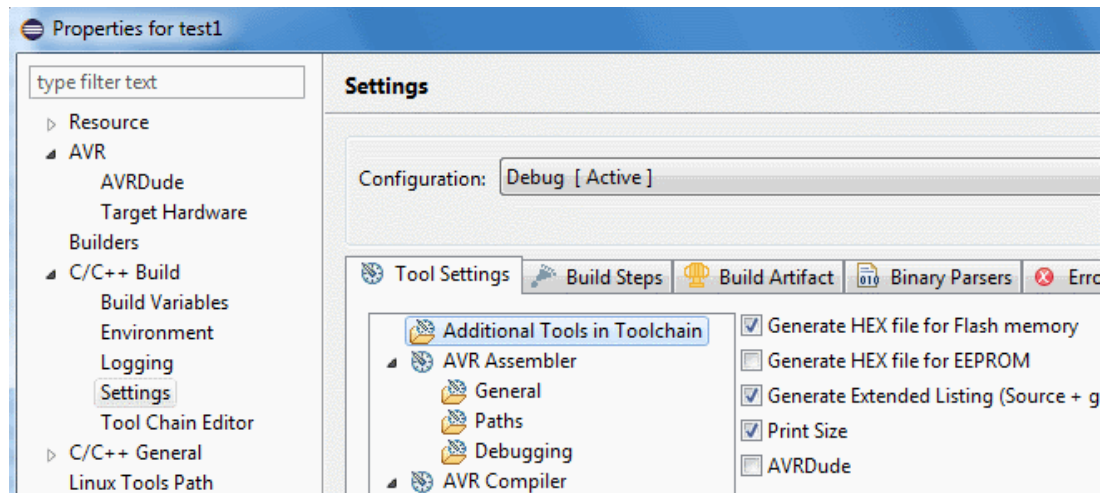 Properties for test1
type filter text
Resource
AVR
AVRDude
Target Hardware
Builders
C/C++ Build
Build Variables
Environment
Logging
Settings
Tool Chain Editor
C/C++ General
Linux Tools Path
Settings
Configuration: Debug [ Active ]
Tool Settings Build Steps Build Artifact Binary Parsers Erro
Additional Tools in Toolchain
AVR Assembler
General
Paths
Debugging
AVR Compiler
Generate HEX file for Flash memory
Generate HEX file for EEPROM
Generate Extended Listing (Source + g
Print Size
AVRDude